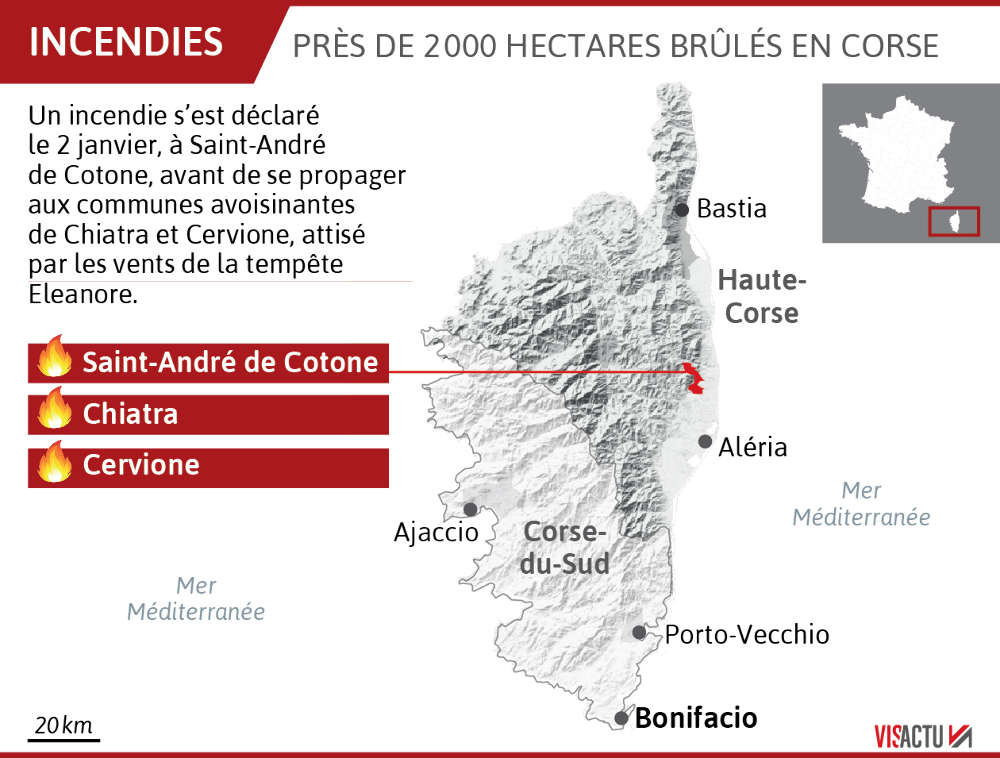 INCENDIES
PRÈS DE 2000 HECTARES BRÛLÉS EN CORSE
Un incendie s’est déclaré
le 2 janvier, à Saint-André
de Cotone, avant de se propager
aux communes avoisinantes
de Chiatra et Cervione, attisé
par les vents de la tempête
Eleanore.
Saint-André de Cotone
Chiatra
Cervione
Bastia
Haute-
Corse
Aléria
Mer
Méditerranée
Ajaccio
Corse-
du-Sud
Mer
Méditerranée
Porto-Vecchio
Bonifacio
20 km
VISACTU